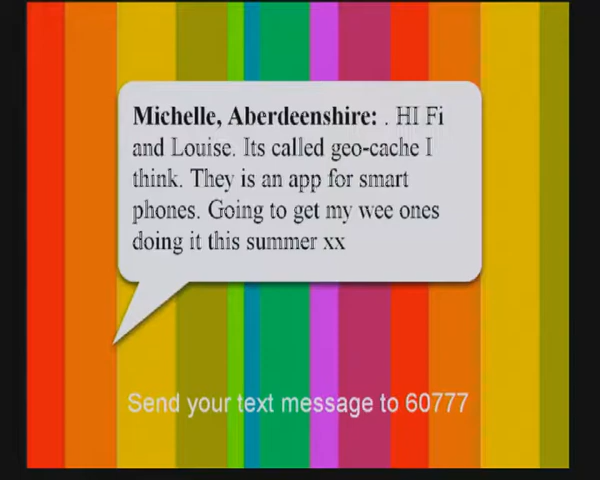 Michelle, Aberdeenshire: . HI Fi
and Louise. Its called geo-cache I
think. They is an app for smart
phones. Going to get my wee ones
doing it this summer xx
Send your text message to 60777